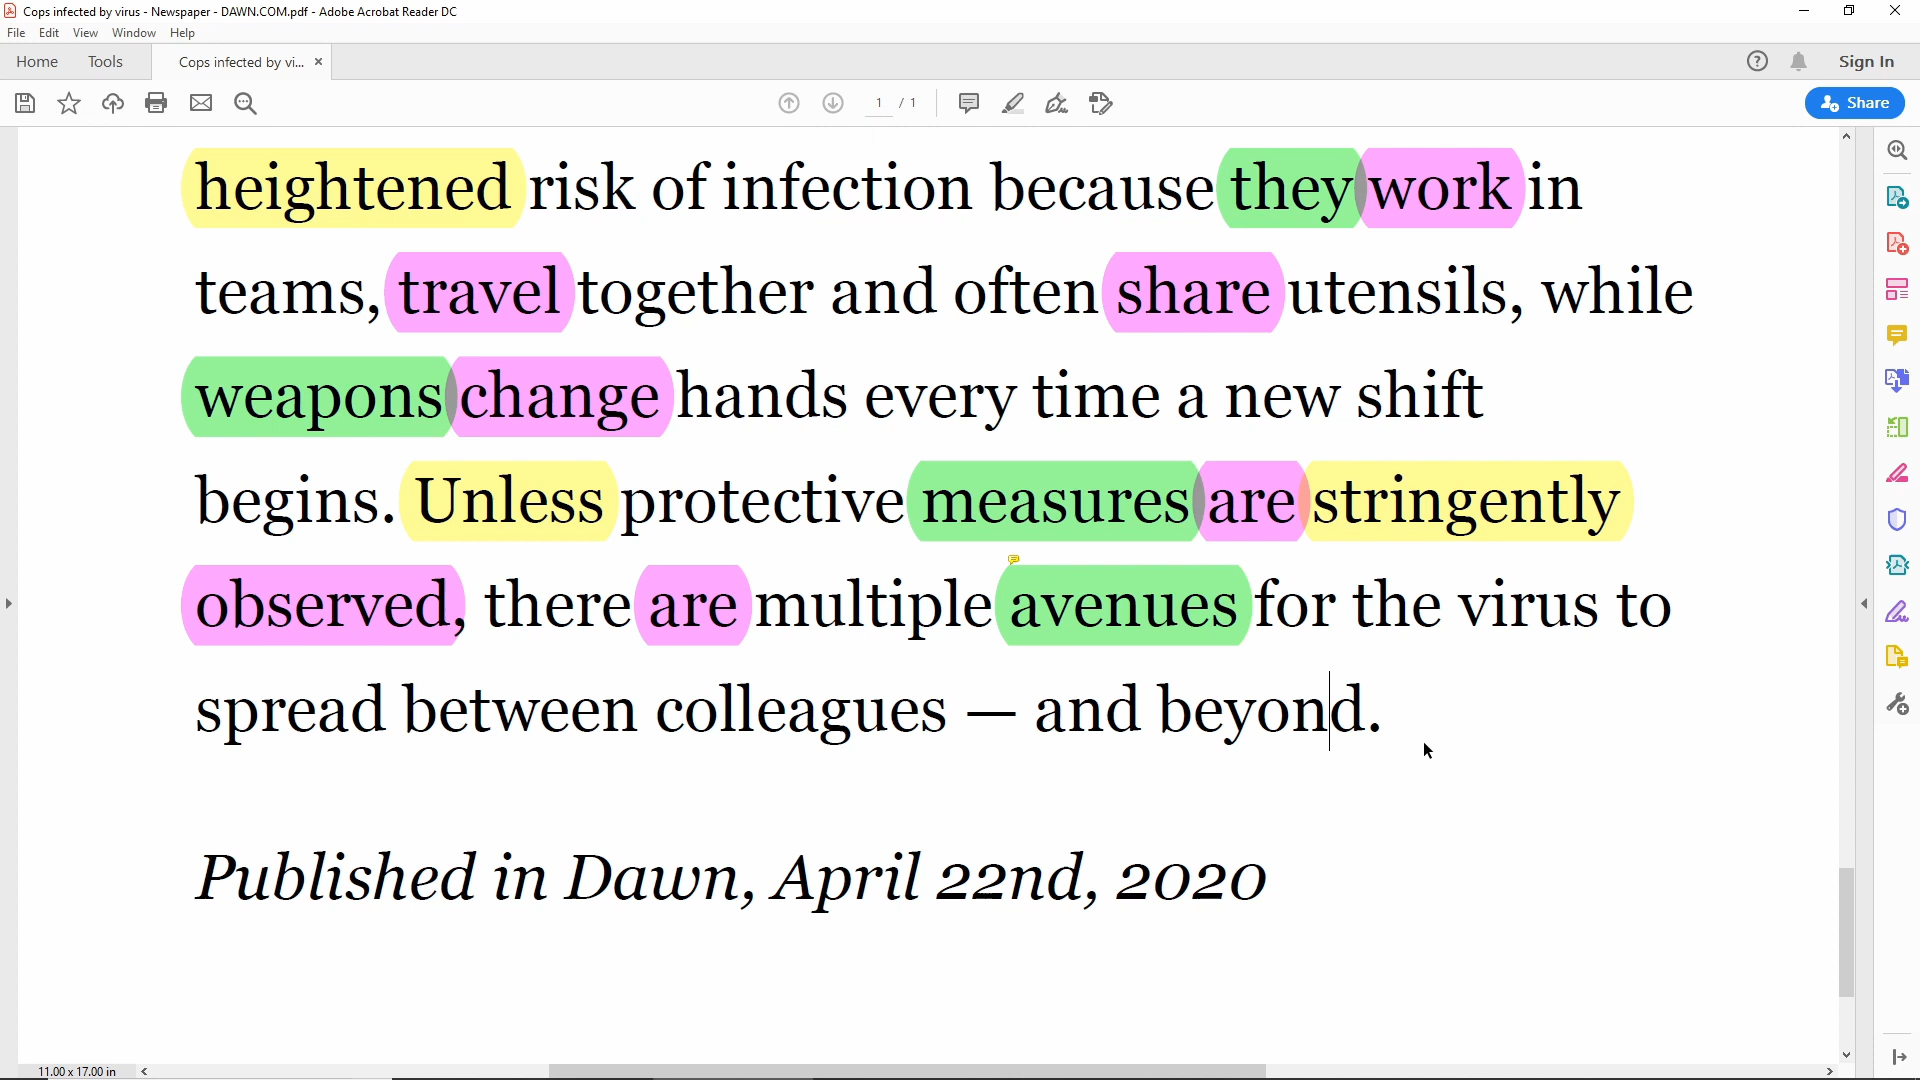 Cops infected by virus - Newspaper - DAWN.COM.pdf - Adobe Acrobat Reader DC
File Edit View Window Help
Home Tools Cops infected by vi... Sign In
1 / 1 Share
heightened risk of infection because they work in
teams, travel together and often share utensils, while
weapons change hands every time a new shift
begins. Unless protective measures are stringently
observed, there are multiple avenues for the virus to
spread between colleagues — and beyond.
Published in Dawn, April 22nd, 2020
11.00 x 17.00 in